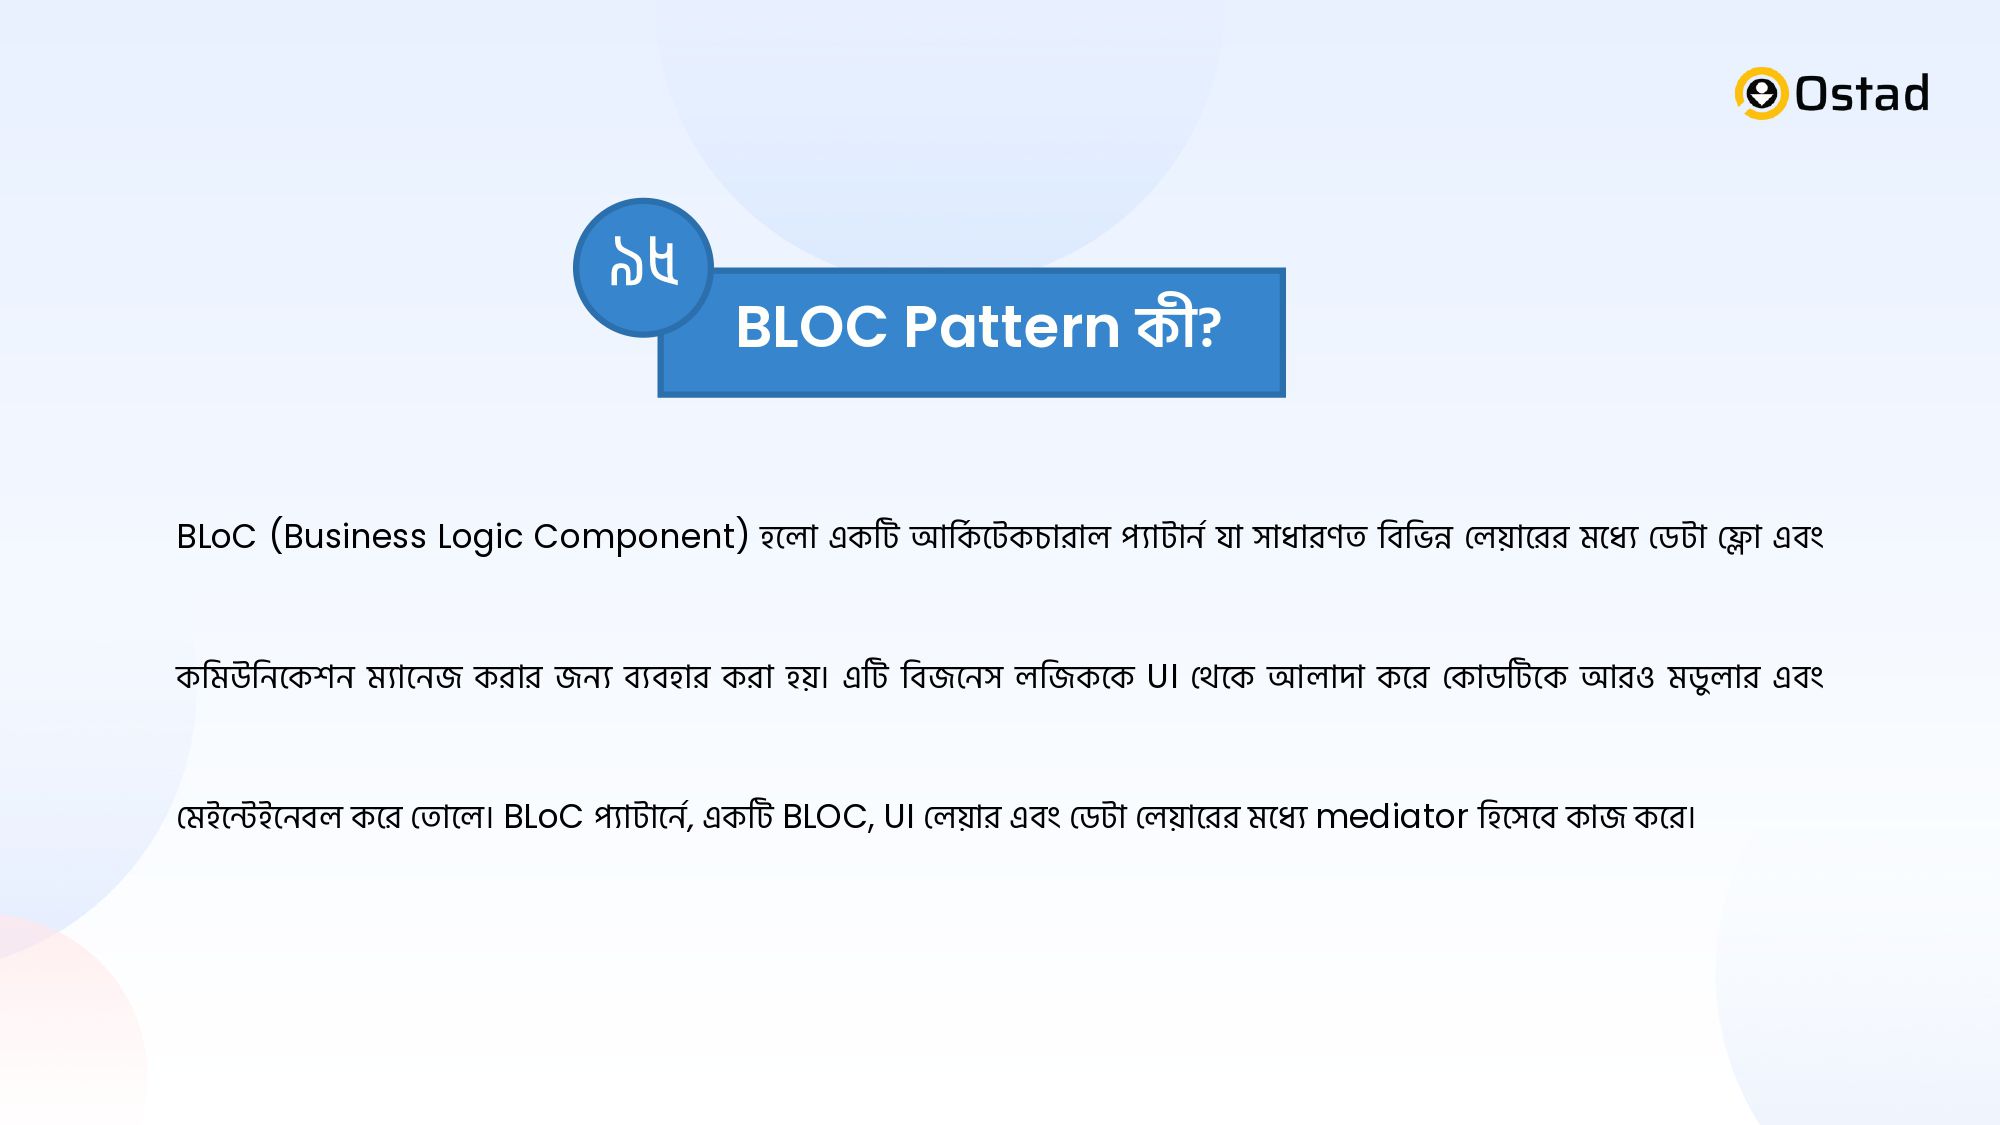 Ostad
১৫
BLOC Pattern কী?
BLoC (Business Logic Component) হলো একটি আর্কিটেকচারাল প্যাটার্ন যা সাধারণত বিভিন্ন লেয়ারের মধ্যে ডেটা ফ্লো এবং
কমিউনিকেশন ম্যানেজ করার জন্য ব্যবহার করা হয়। এটি বিজনেস লজিককে UI থেকে আলাদা করে কোডটিকে আরও মডুলার এবং
মেইন্টেইনেবল করে তোলে। BLoC প্যাটার্নে, একটি BLOC, UI লেয়ার এবং ডেটা লেয়ারের মধ্যে mediator হিসেবে কাজ করে।